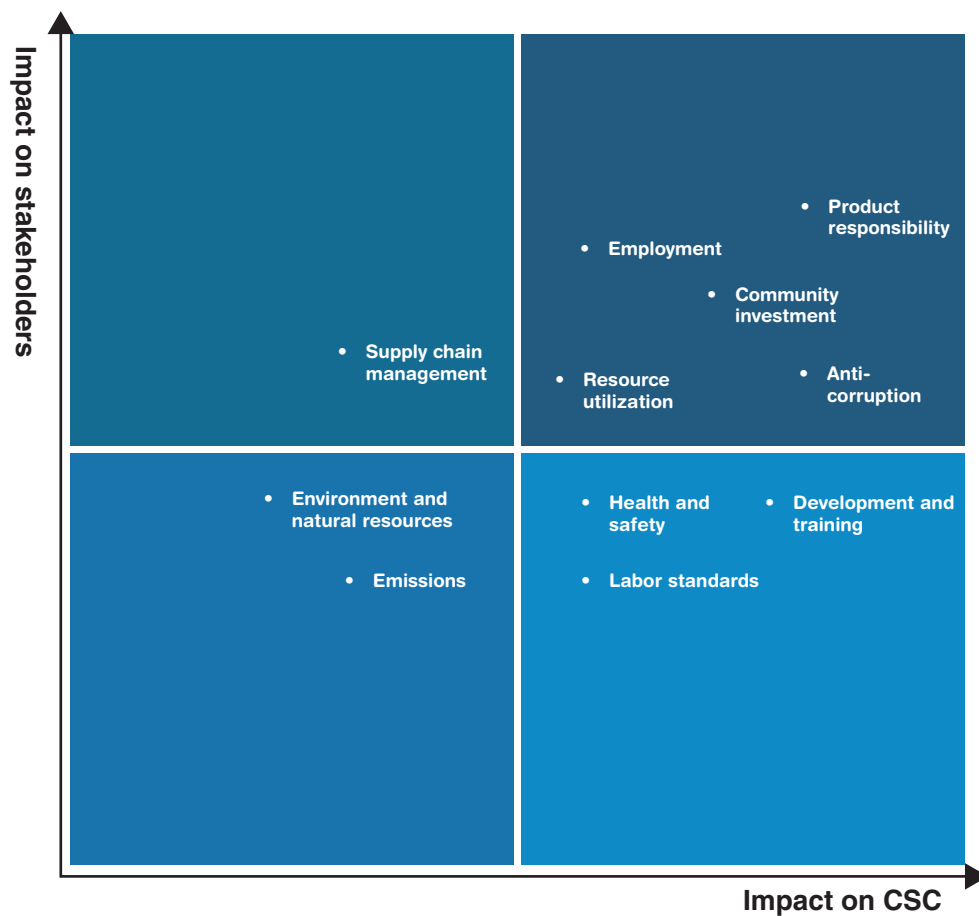 Impact on stakeholders
• Product
responsibility
• Employment
• Community
investment
• Supply chain
management
• Resource
utilization
• Anti-
corruption
• Environment and
natural resources
• Emissions
• Health and
safety
• Development and
training
• Labor standards
Impact on CSC